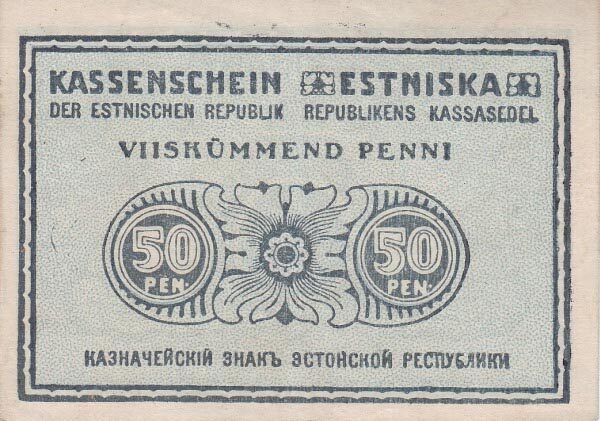 KASSENSCHEIN ESTNISKA
DER ESTNISCHEN REPUBLIK REPUBLIKENS KASSASEDEL
VIISKÜMMEND PENNI
50 PEN. 50 PEN.
КАЗНАЧЕЙСКІЙ ЗНАКЪ ЭСТОНСКОЙ РЕСПУБЛИКИ